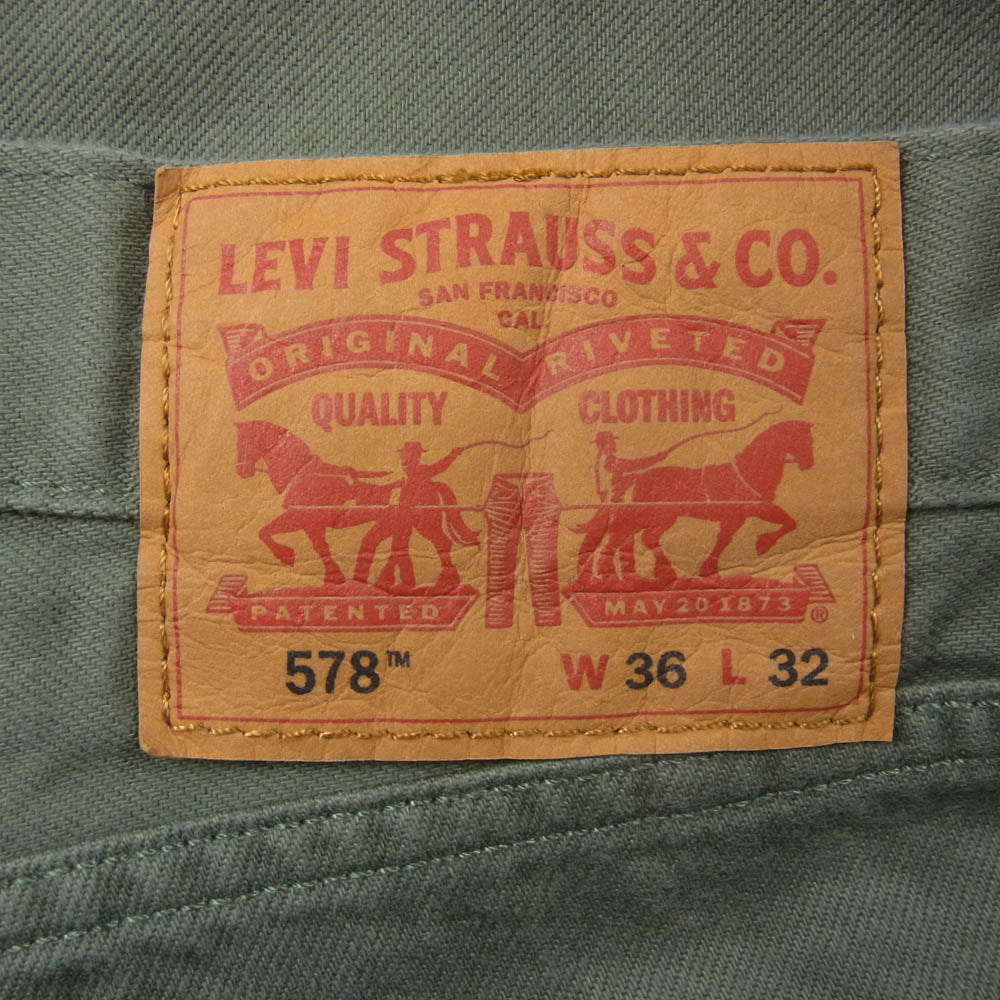 LEVI STRAUSS & CO.
SAN FRANCISCO
CAL.
ORIGINAL RIVETED
QUALITY CLOTHING
PATENTED MAY 20 1873 ®
578™ W 36 L 32